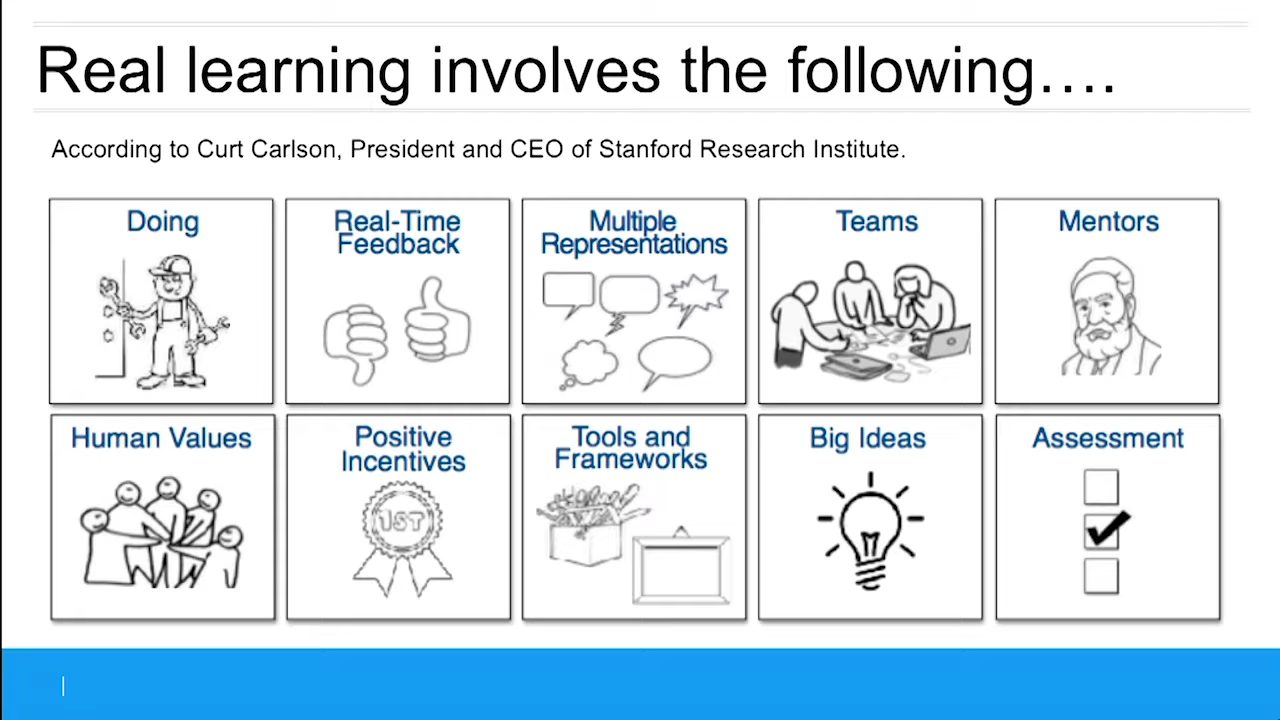 Real learning involves the following….
According to Curt Carlson, President and CEO of Stanford Research Institute.
Doing
Real-Time
Feedback
Multiple
Representations
Teams
Mentors
Human Values
Positive
Incentives
1ST
Tools and
Frameworks
Big Ideas
Assessment